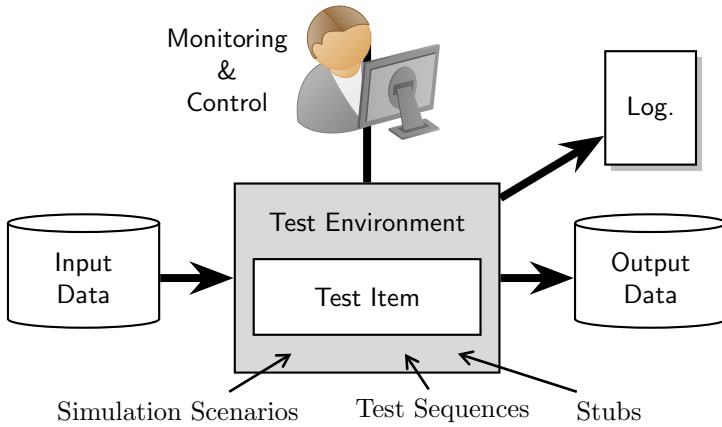 Monitoring
&
Control
Log.
Test Environment
Input
Data
Test Item
Output
Data
Simulation Scenarios
Test Sequences
Stubs